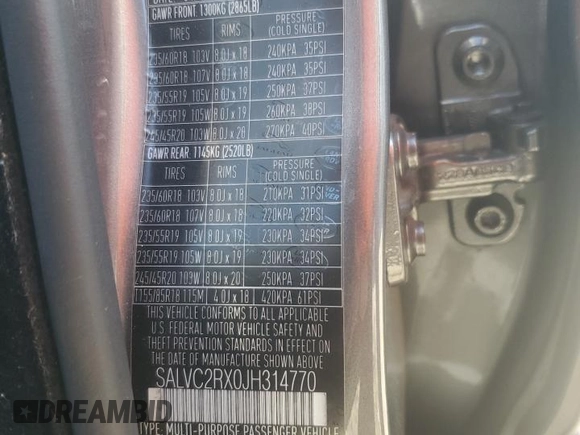 GAWR FRONT 1300KG (2865LB)
TIRES RIMS PRESSURE (COLD SINGLE)
235/60R18 103V 8.0J x 18 240KPA 35PSI
235/60R18 107V 8.0J x 18 240KPA 35PSI
235/55R19 105V 8.0J x 19 250KPA 37PSI
235/55R19 105W 8.0J x 19 260KPA 38PSI
245/45R20 103W 8.0J x 20 270KPA 40PSI
GAWR REAR 1145KG (2520LB)
TIRES RIMS PRESSURE (COLD SINGLE)
235/60R18 103V 8.0J x 18 210KPA 31PSI
235/60R18 107V 8.0J x 18 220KPA 32PSI
235/55R19 105V 8.0J x 19 230KPA 34PSI
235/55R19 105W 8.0J x 19 230KPA 34PSI
245/45R20 103W 8.0J x 20 250KPA 37PSI
T155/85R18 115M 4.0J x 18 420KPA 61PSI
THIS VEHICLE CONFORMS TO ALL APPLICABLE
U.S. FEDERAL MOTOR VEHICLE SAFETY AND
THEFT PREVENTION STANDARDS IN EFFECT ON
THE DATE OF MANUFACTURE SHOWN ABOVE.
SALVC2RX0JH314770
TYPE: MULTI-PURPOSE PASSENGER VEHICLE
DREAMBID